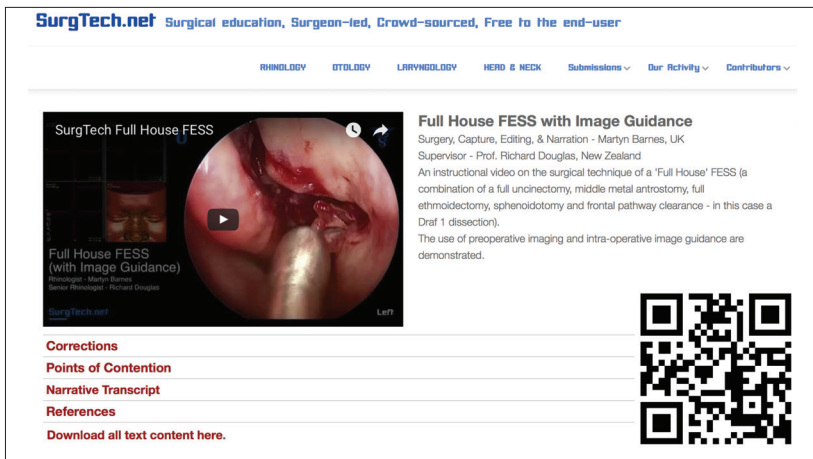 SurgTech.net Surgical education, Surgeon-led, Crowd-sourced, Free to the end-user
RHINOLOGY OTOLOGY LARYNGOLOGY HEAD & NECK Submissions Our Activity Contributors
SurgTech Full House FESS
Full House FESS
(with Image Guidance)
Rhinologist - Martyn Barnes
Senior Rhinologist - Richard Douglas
SurgTech.net
Left
Full House FESS with Image Guidance
Surgery, Capture, Editing, & Narration - Martyn Barnes, UK
Supervisor - Prof. Richard Douglas, New Zealand
An instructional video on the surgical technique of a 'Full House' FESS (a
combination of a full uncinectomy, middle metal antrostomy, full
ethmoidectomy, sphenoidotomy and frontal pathway clearance - in this case a
Draf 1 dissection).
The use of preoperative imaging and intra-operative image guidance are
demonstrated.
Corrections
Points of Contention
Narrative Transcript
References
Download all text content here.